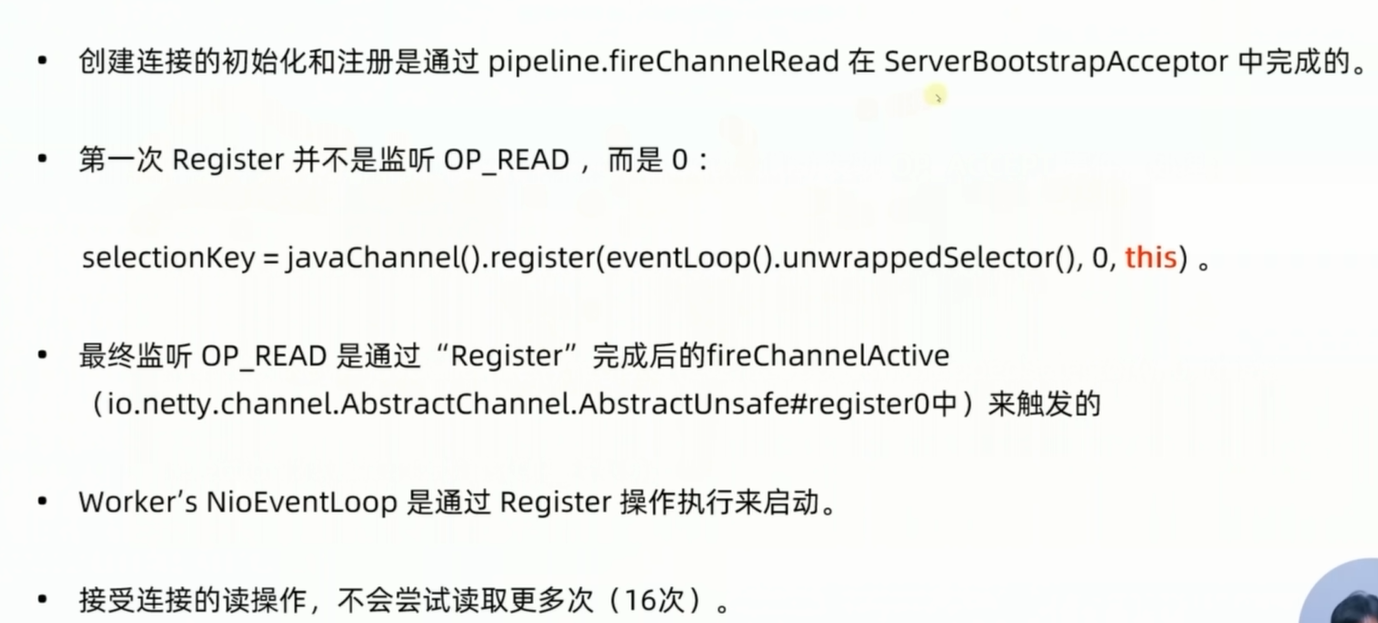 • 创建连接的初始化和注册是通过 pipeline.fireChannelRead 在 ServerBootstrapAcceptor 中完成的。
• 第一次 Register 并不是监听 OP_READ ，而是 0 ：
selectionKey = javaChannel().register(eventLoop().unwrappedSelector(), 0, this) 。
• 最终监听 OP_READ 是通过“Register”完成后的fireChannelActive
（io.netty.channel.AbstractChannel.AbstractUnsafe#register0中）来触发的
• Worker’s NioEventLoop 是通过 Register 操作执行来启动。
• 接受连接的读操作，不会尝试读取更多次（16次）。